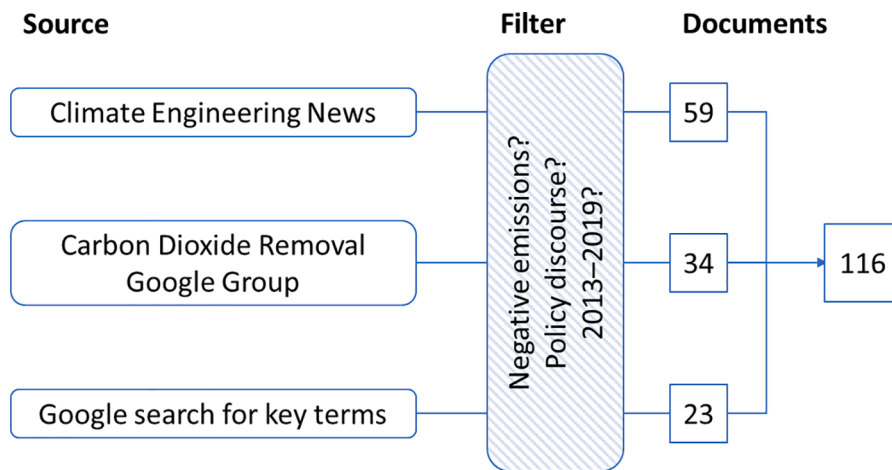 Source
Filter
Documents
Climate Engineering News
59
Carbon Dioxide Removal
Google Group
Negative emissions?
Policy discourse?
2013–2019?
34
116
Google search for key terms
23